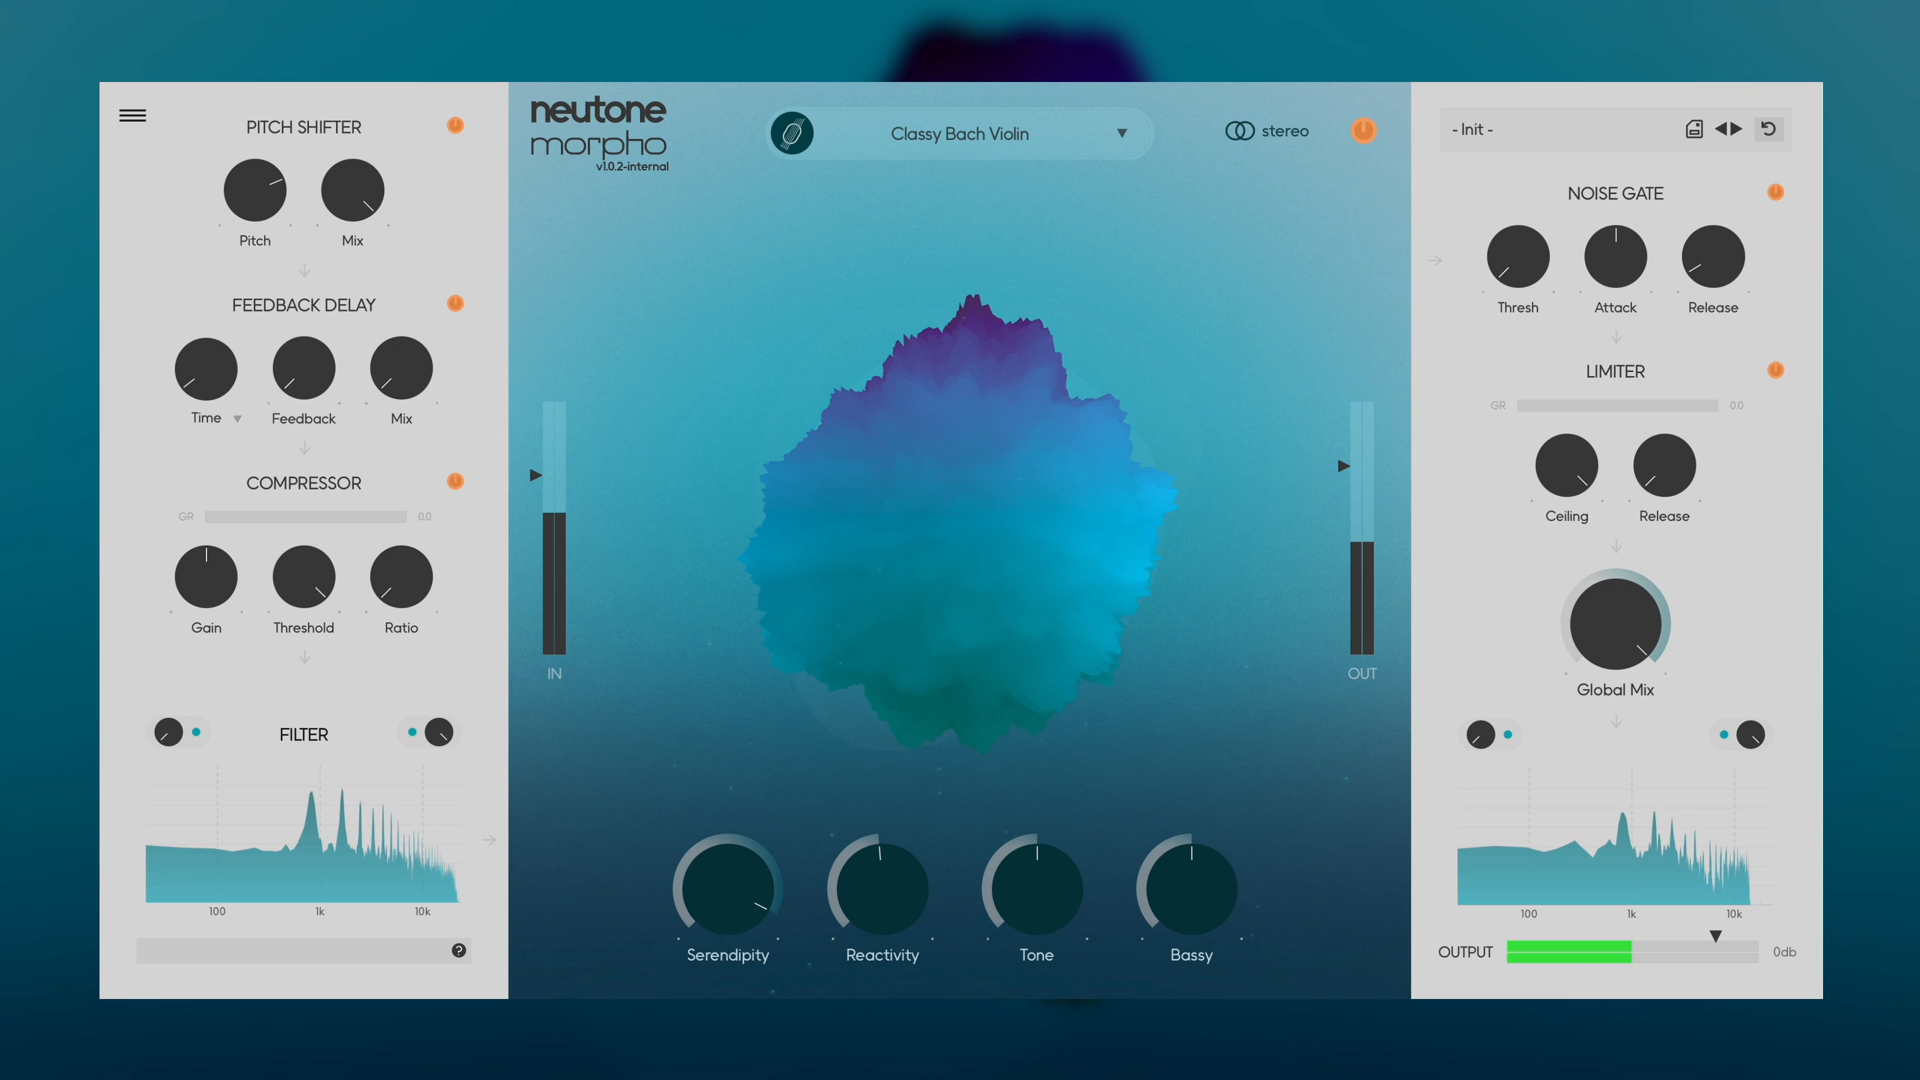 PITCH SHIFTER
Pitch
Mix
FEEDBACK DELAY
Time
Feedback
Mix
COMPRESSOR
GR
0.0
Gain
Threshold
Ratio
FILTER
100
1k
10k
?
neutone
morpho
v1.0.2-internal
Classy Bach Violin
stereo
IN
OUT
Serendipity
Reactivity
Tone
Bassy
- Init -
NOISE GATE
Thresh
Attack
Release
LIMITER
GR
0.0
Ceiling
Release
Global Mix
100
1k
10k
OUTPUT
0db